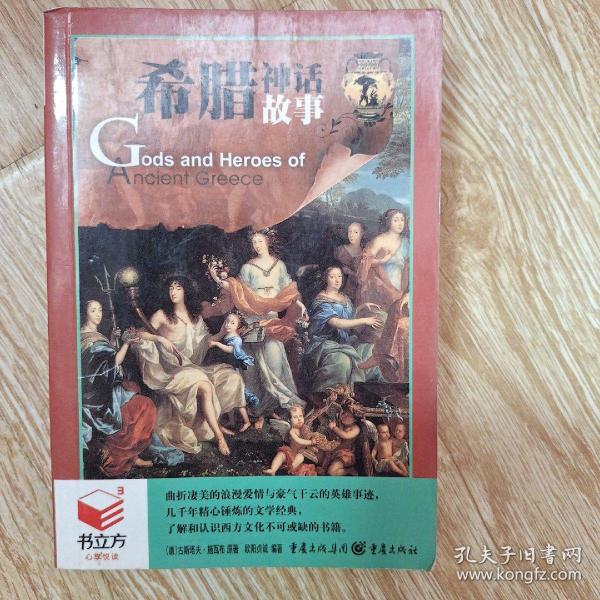 希腊神话故事
Gods and Heroes of
Ancient Greece
曲折凄美的浪漫爱情与豪气干云的英雄事迹，
几千年精心锤炼的文学经典，
了解和认识西方文化不可或缺的书籍。
3
书立方
心享悦读
（德）古斯塔夫·施瓦布 原著 欧阳贞诚 编著 重庆出版集团 重庆出版社
孔夫子旧书网
kongfz.com